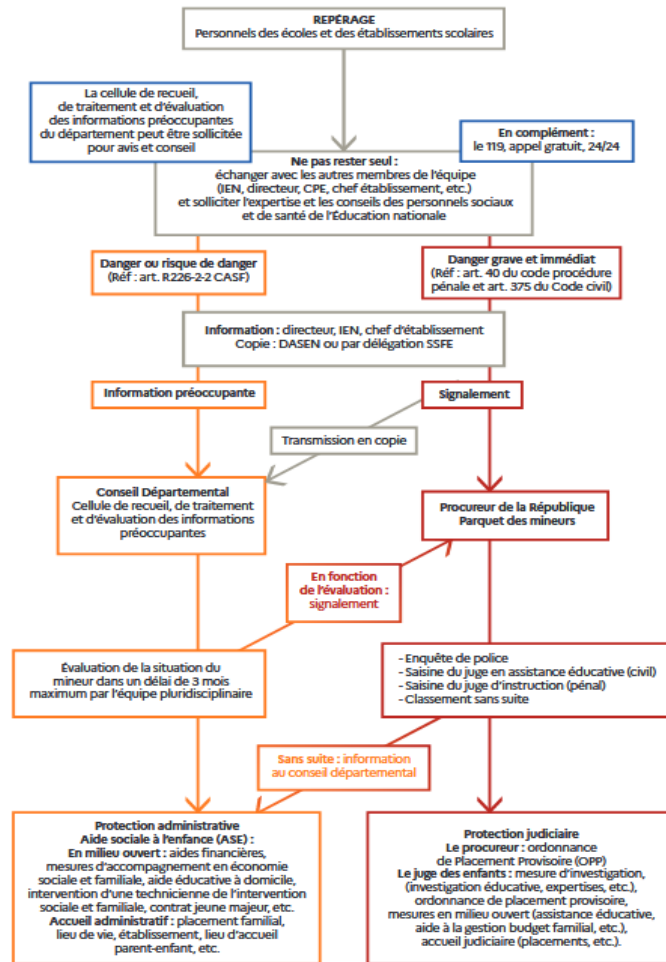 REPÉRAGE
Personnels des écoles et des établissements scolaires
La cellule de recueil,
de traitement et d'évaluation
des informations préoccupantes
du département peut être sollicitée
pour avis et conseil
En complément :
le 119, appel gratuit, 24/24
Ne pas rester seul :
échanger avec les autres membres de l'équipe
(IEN, directeur, CPE, chef établissement, etc.)
et solliciter l'expertise et les conseils des personnels sociaux
et de santé de l'Éducation nationale
Danger ou risque de danger
(Réf : art. R226-2-2 CASF)
Danger grave et immédiat
(Réf : art. 40 du code procédure
pénale et art. 375 du Code civil)
Information : directeur, IEN, chef d'établissement
Copie : DASEN ou par délégation SSFE
Information préoccupante
Signalement
Transmission en copie
Conseil Départemental
Cellule de recueil, de traitement
et d'évaluation des informations
préoccupantes
Procureur de la République
Parquet des mineurs
En fonction
de l'évaluation :
signalement
Évaluation de la situation du
mineur dans un délai de 3 mois
maximum par l'équipe pluridisciplinaire
- Enquête de police
- Saisine du juge en assistance éducative (civil)
- Saisine du juge d'instruction (pénal)
- Classement sans suite
Sans suite : information
au conseil départemental
Protection administrative
Aide sociale à l'enfance (ASE) :
En milieu ouvert : aides financières,
mesures d'accompagnement en économie
sociale et familiale, aide éducative à domicile,
intervention d'une technicienne de l'intervention
sociale et familiale, contrat jeune majeur, etc.
Accueil administratif : placement familial,
lieu de vie, établissement, lieu d'accueil
parent-enfant, etc.
Protection judiciaire
Le procureur : ordonnance
de Placement Provisoire (OPP)
Le juge des enfants : mesure d'investigation,
(investigation éducative, expertises, etc.),
ordonnance de placement provisoire,
mesures en milieu ouvert (assistance éducative,
aide à la gestion budget familial, etc.),
accueil judiciaire (placements, etc.).